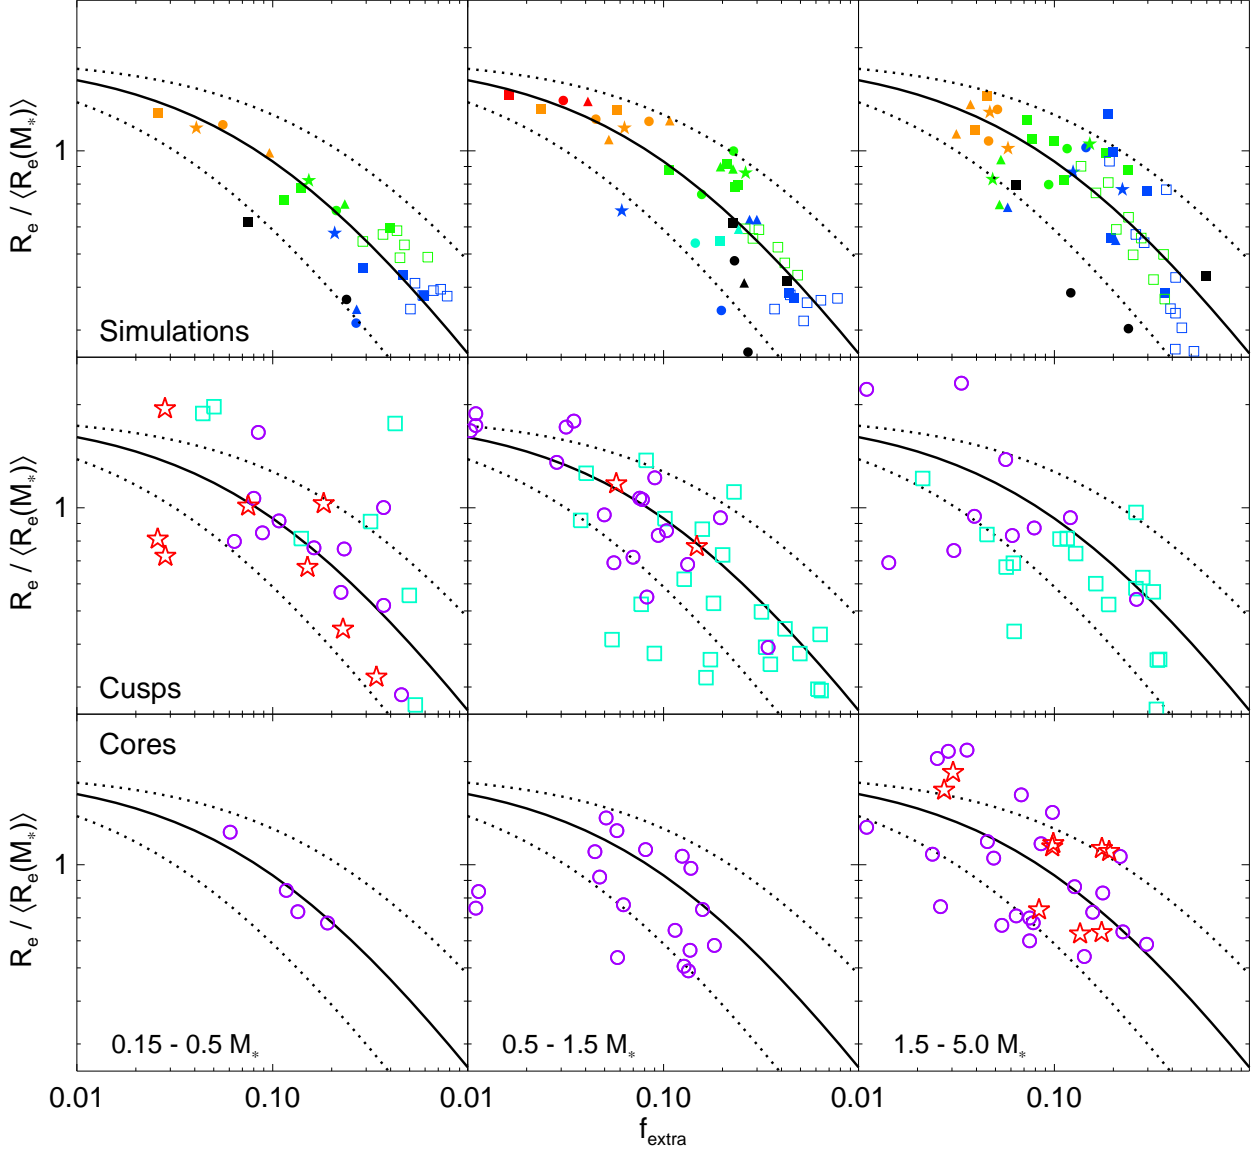 R_e / ⟨R_e(M_*)⟩
1
Simulations
R_e / ⟨R_e(M_*)⟩
1
Cusps
R_e / ⟨R_e(M_*)⟩
1
Cores
0.15 - 0.5 M_*
0.5 - 1.5 M_*
1.5 - 5.0 M_*
0.01 0.10 0.01 0.10 0.01 0.10
f_extra